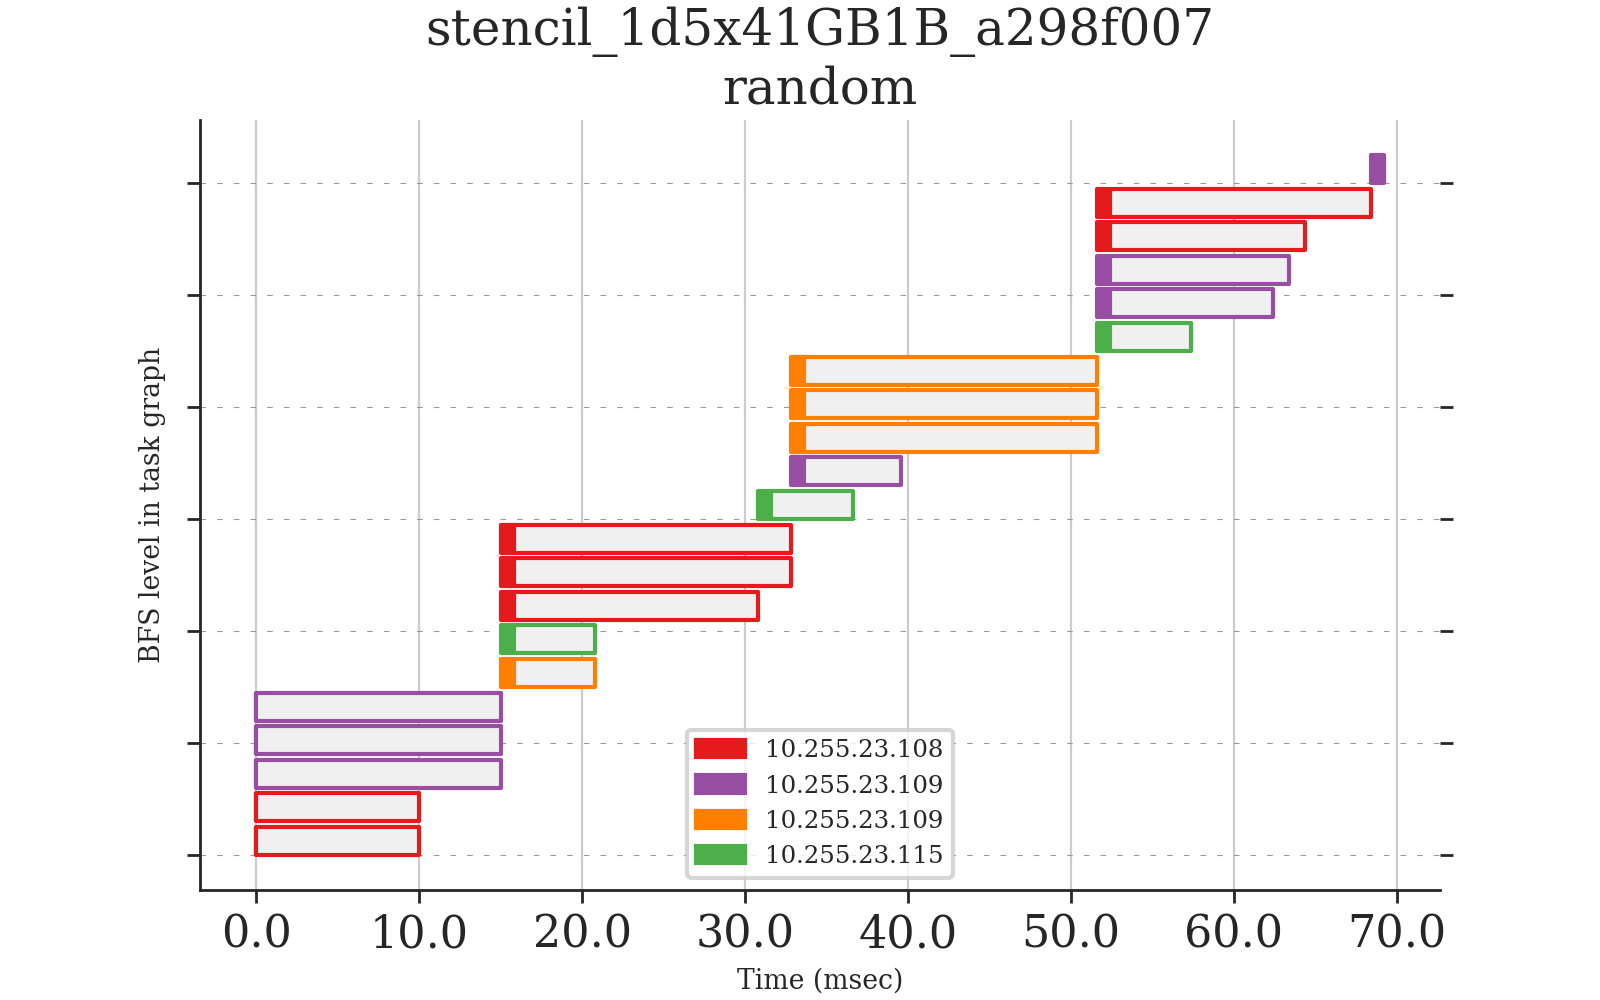 stencil_1d5x41GB1B_a298f007
random
BFS level in task graph
10.255.23.108
10.255.23.109
10.255.23.109
10.255.23.115
0.0 10.0 20.0 30.0 40.0 50.0 60.0 70.0
Time (msec)